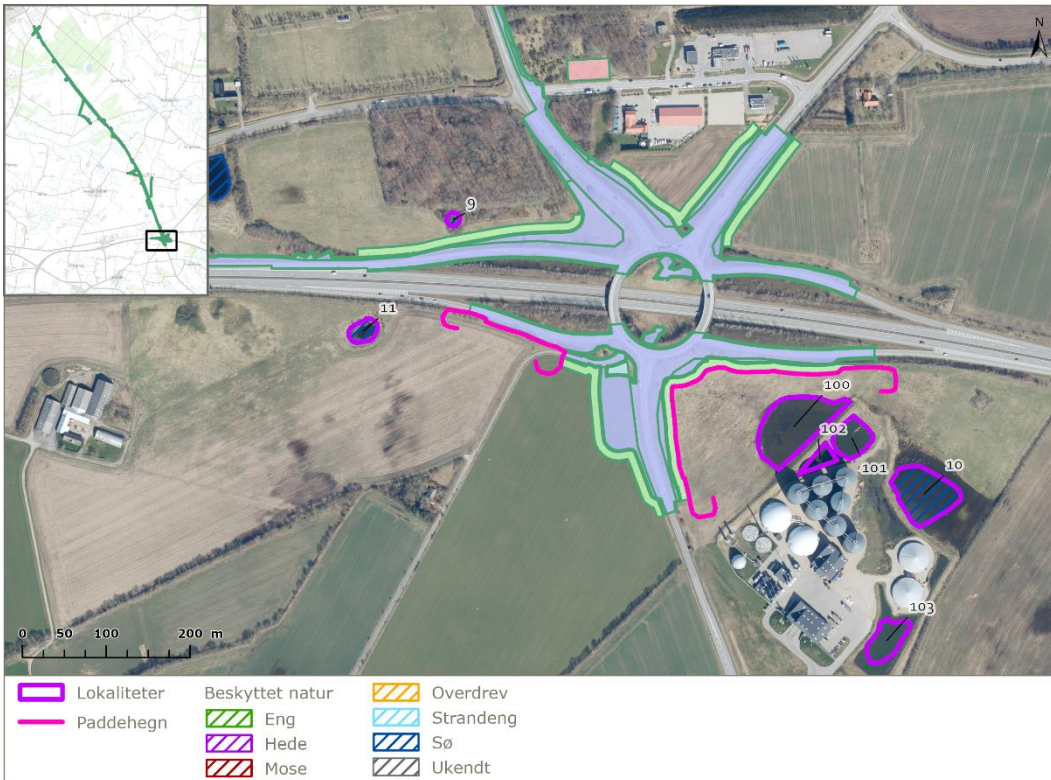 N
9
11
100
102
101
10
103
0 50 100 200 m
Lokaliteter
Paddehegn
Beskyttet natur
Eng
Hede
Mose
Overdrev
Strandeng
Sø
Ukendt